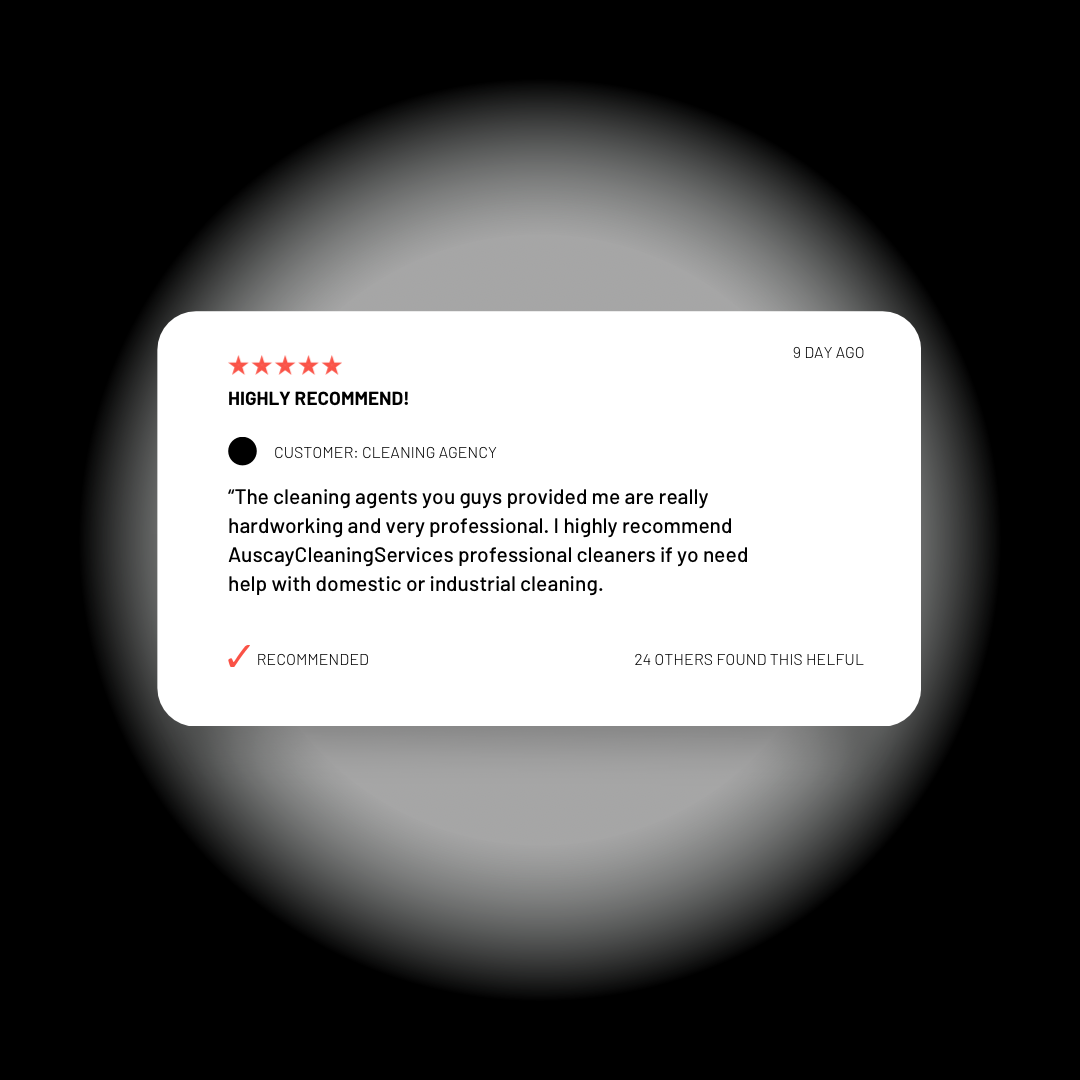 9 DAY AGO
★★★★★
HIGHLY RECOMMEND!
CUSTOMER: CLEANING AGENCY
“The cleaning agents you guys provided me are really
hardworking and very professional. I highly recommend
AuscayCleaningServices professional cleaners if yo need
help with domestic or industrial cleaning.
✓ RECOMMENDED
24 OTHERS FOUND THIS HELFUL